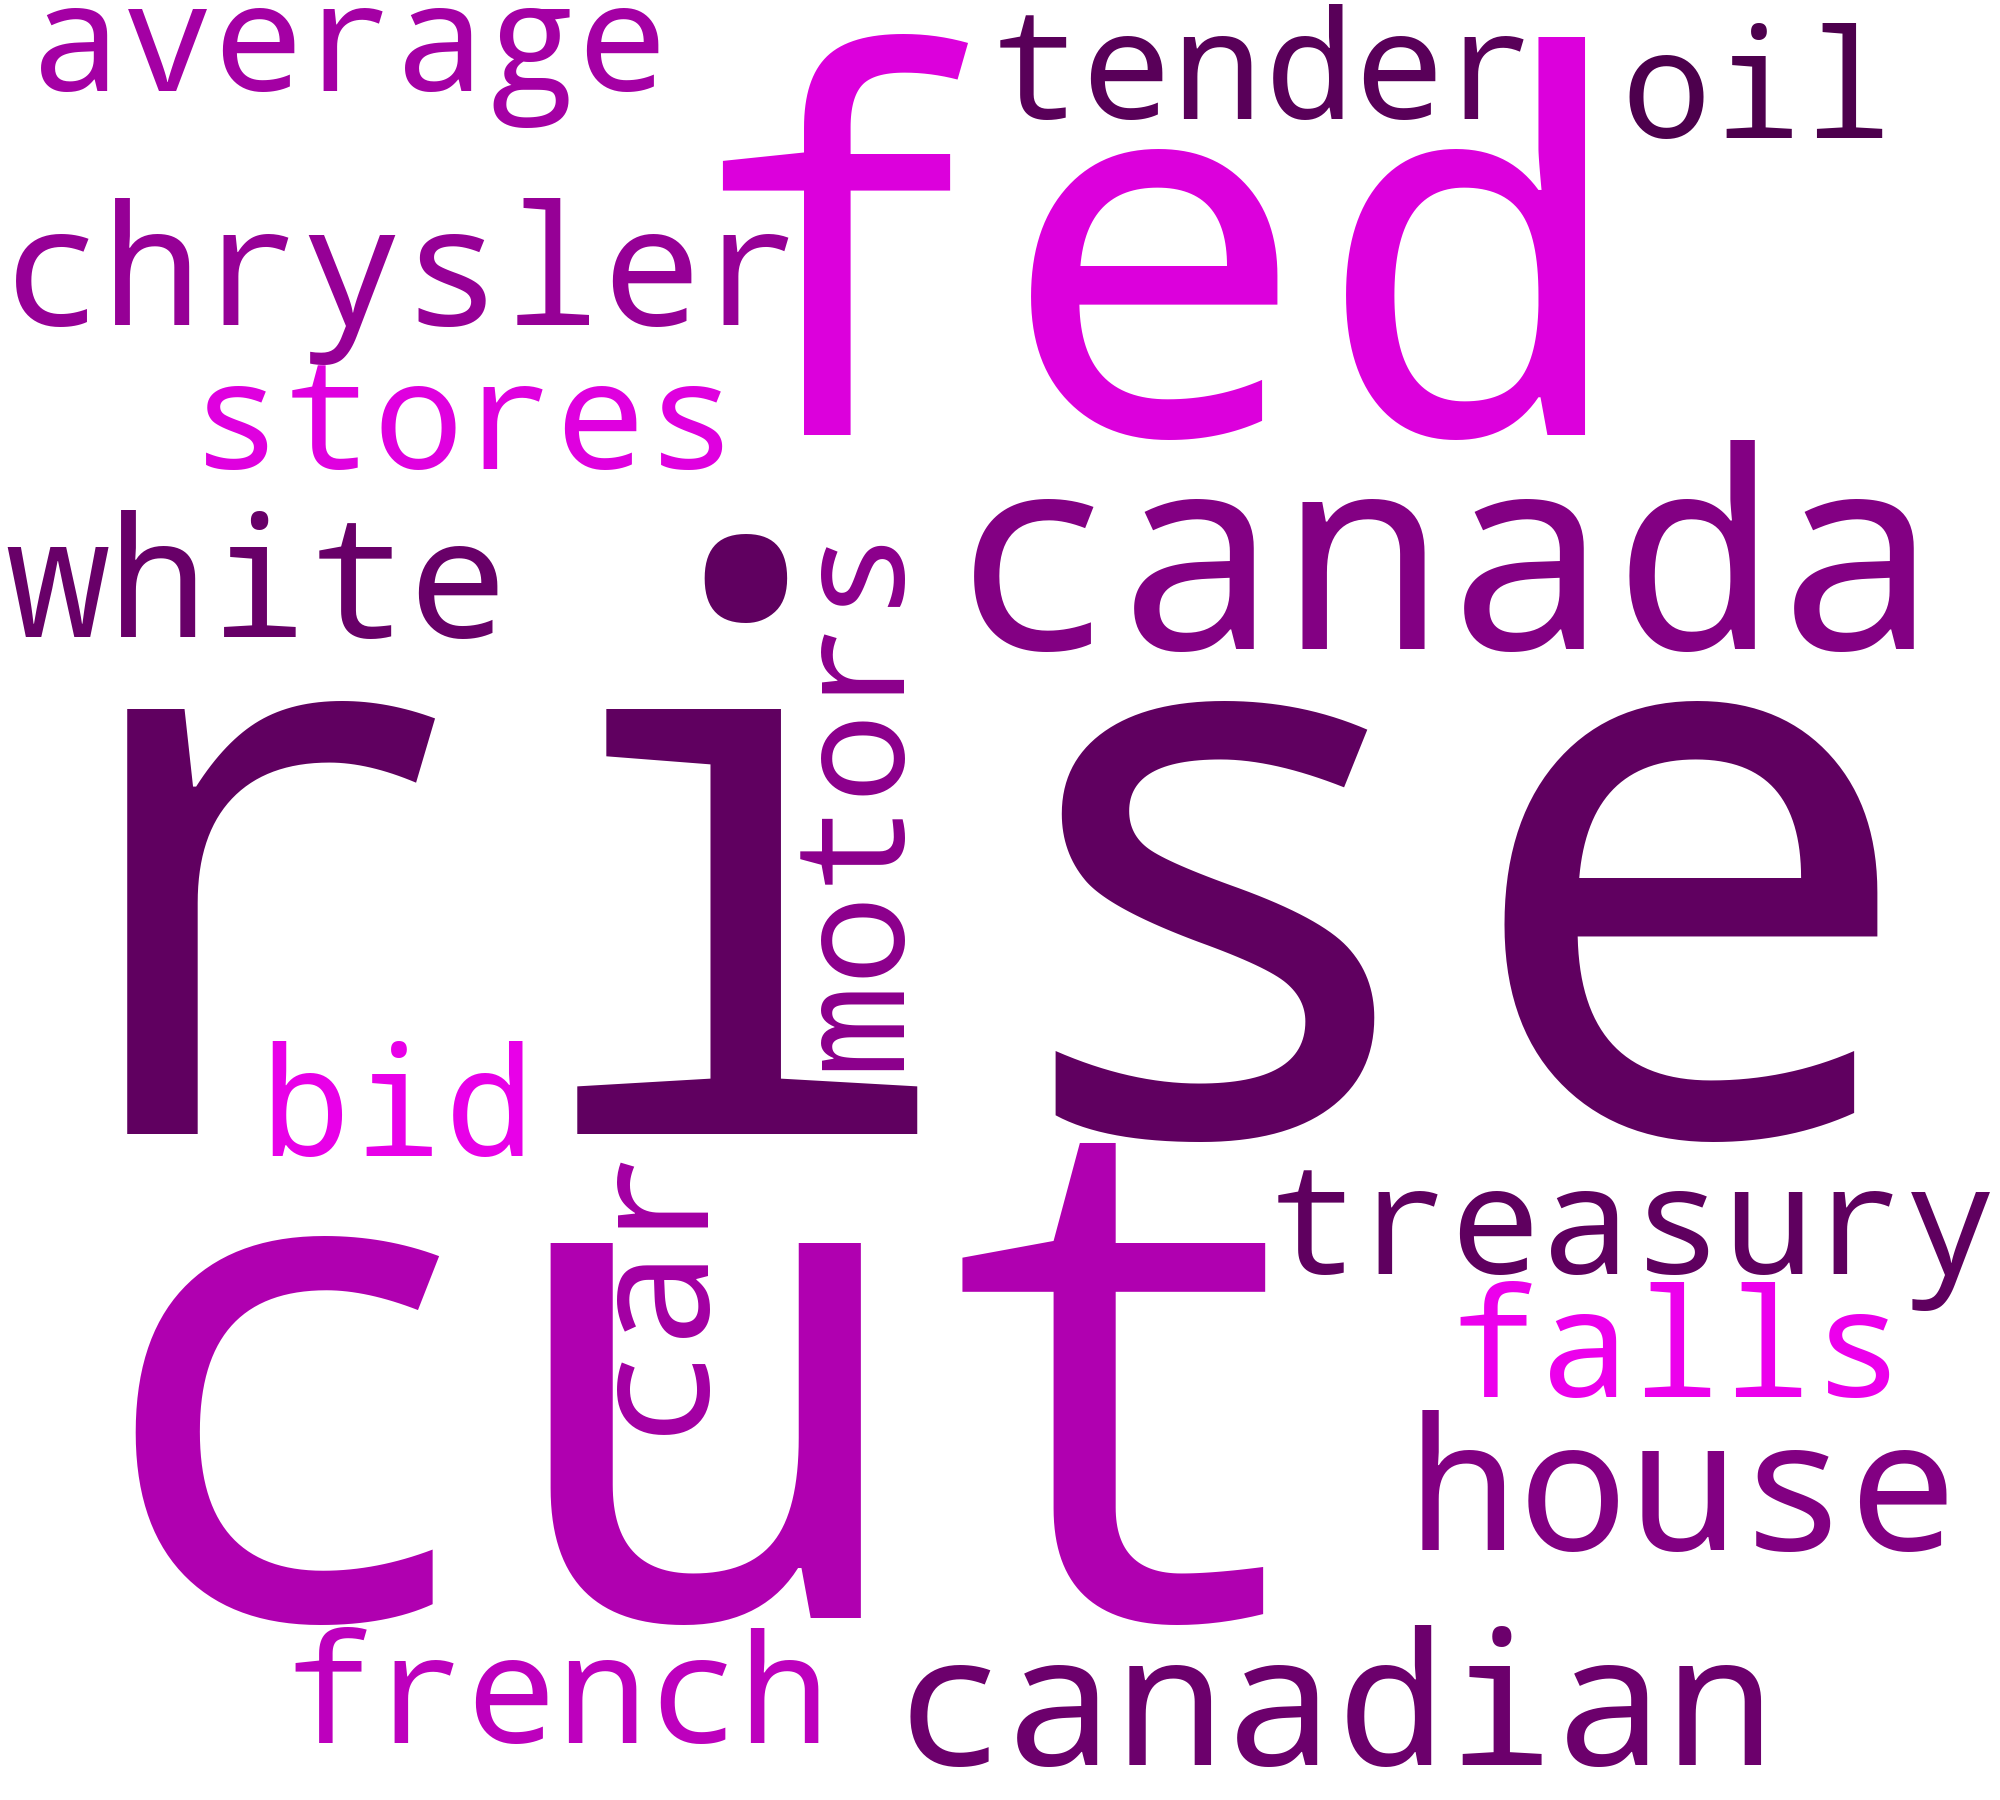 average
tender
oil
fed
chrysler
stores
canada
white
motors
rise
bid
car
treasury
cut
falls
house
french
canadian